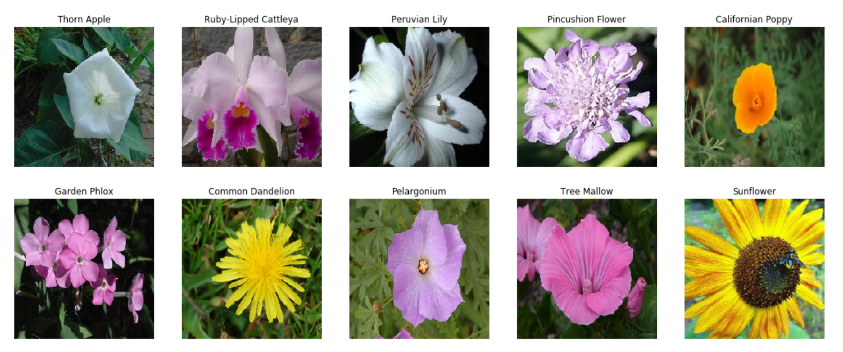 Thorn Apple
Ruby-Lipped Cattleya
Peruvian Lily
Pincushion Flower
Californian Poppy
Garden Phlox
Common Dandelion
Pelargonium
Tree Mallow
Sunflower